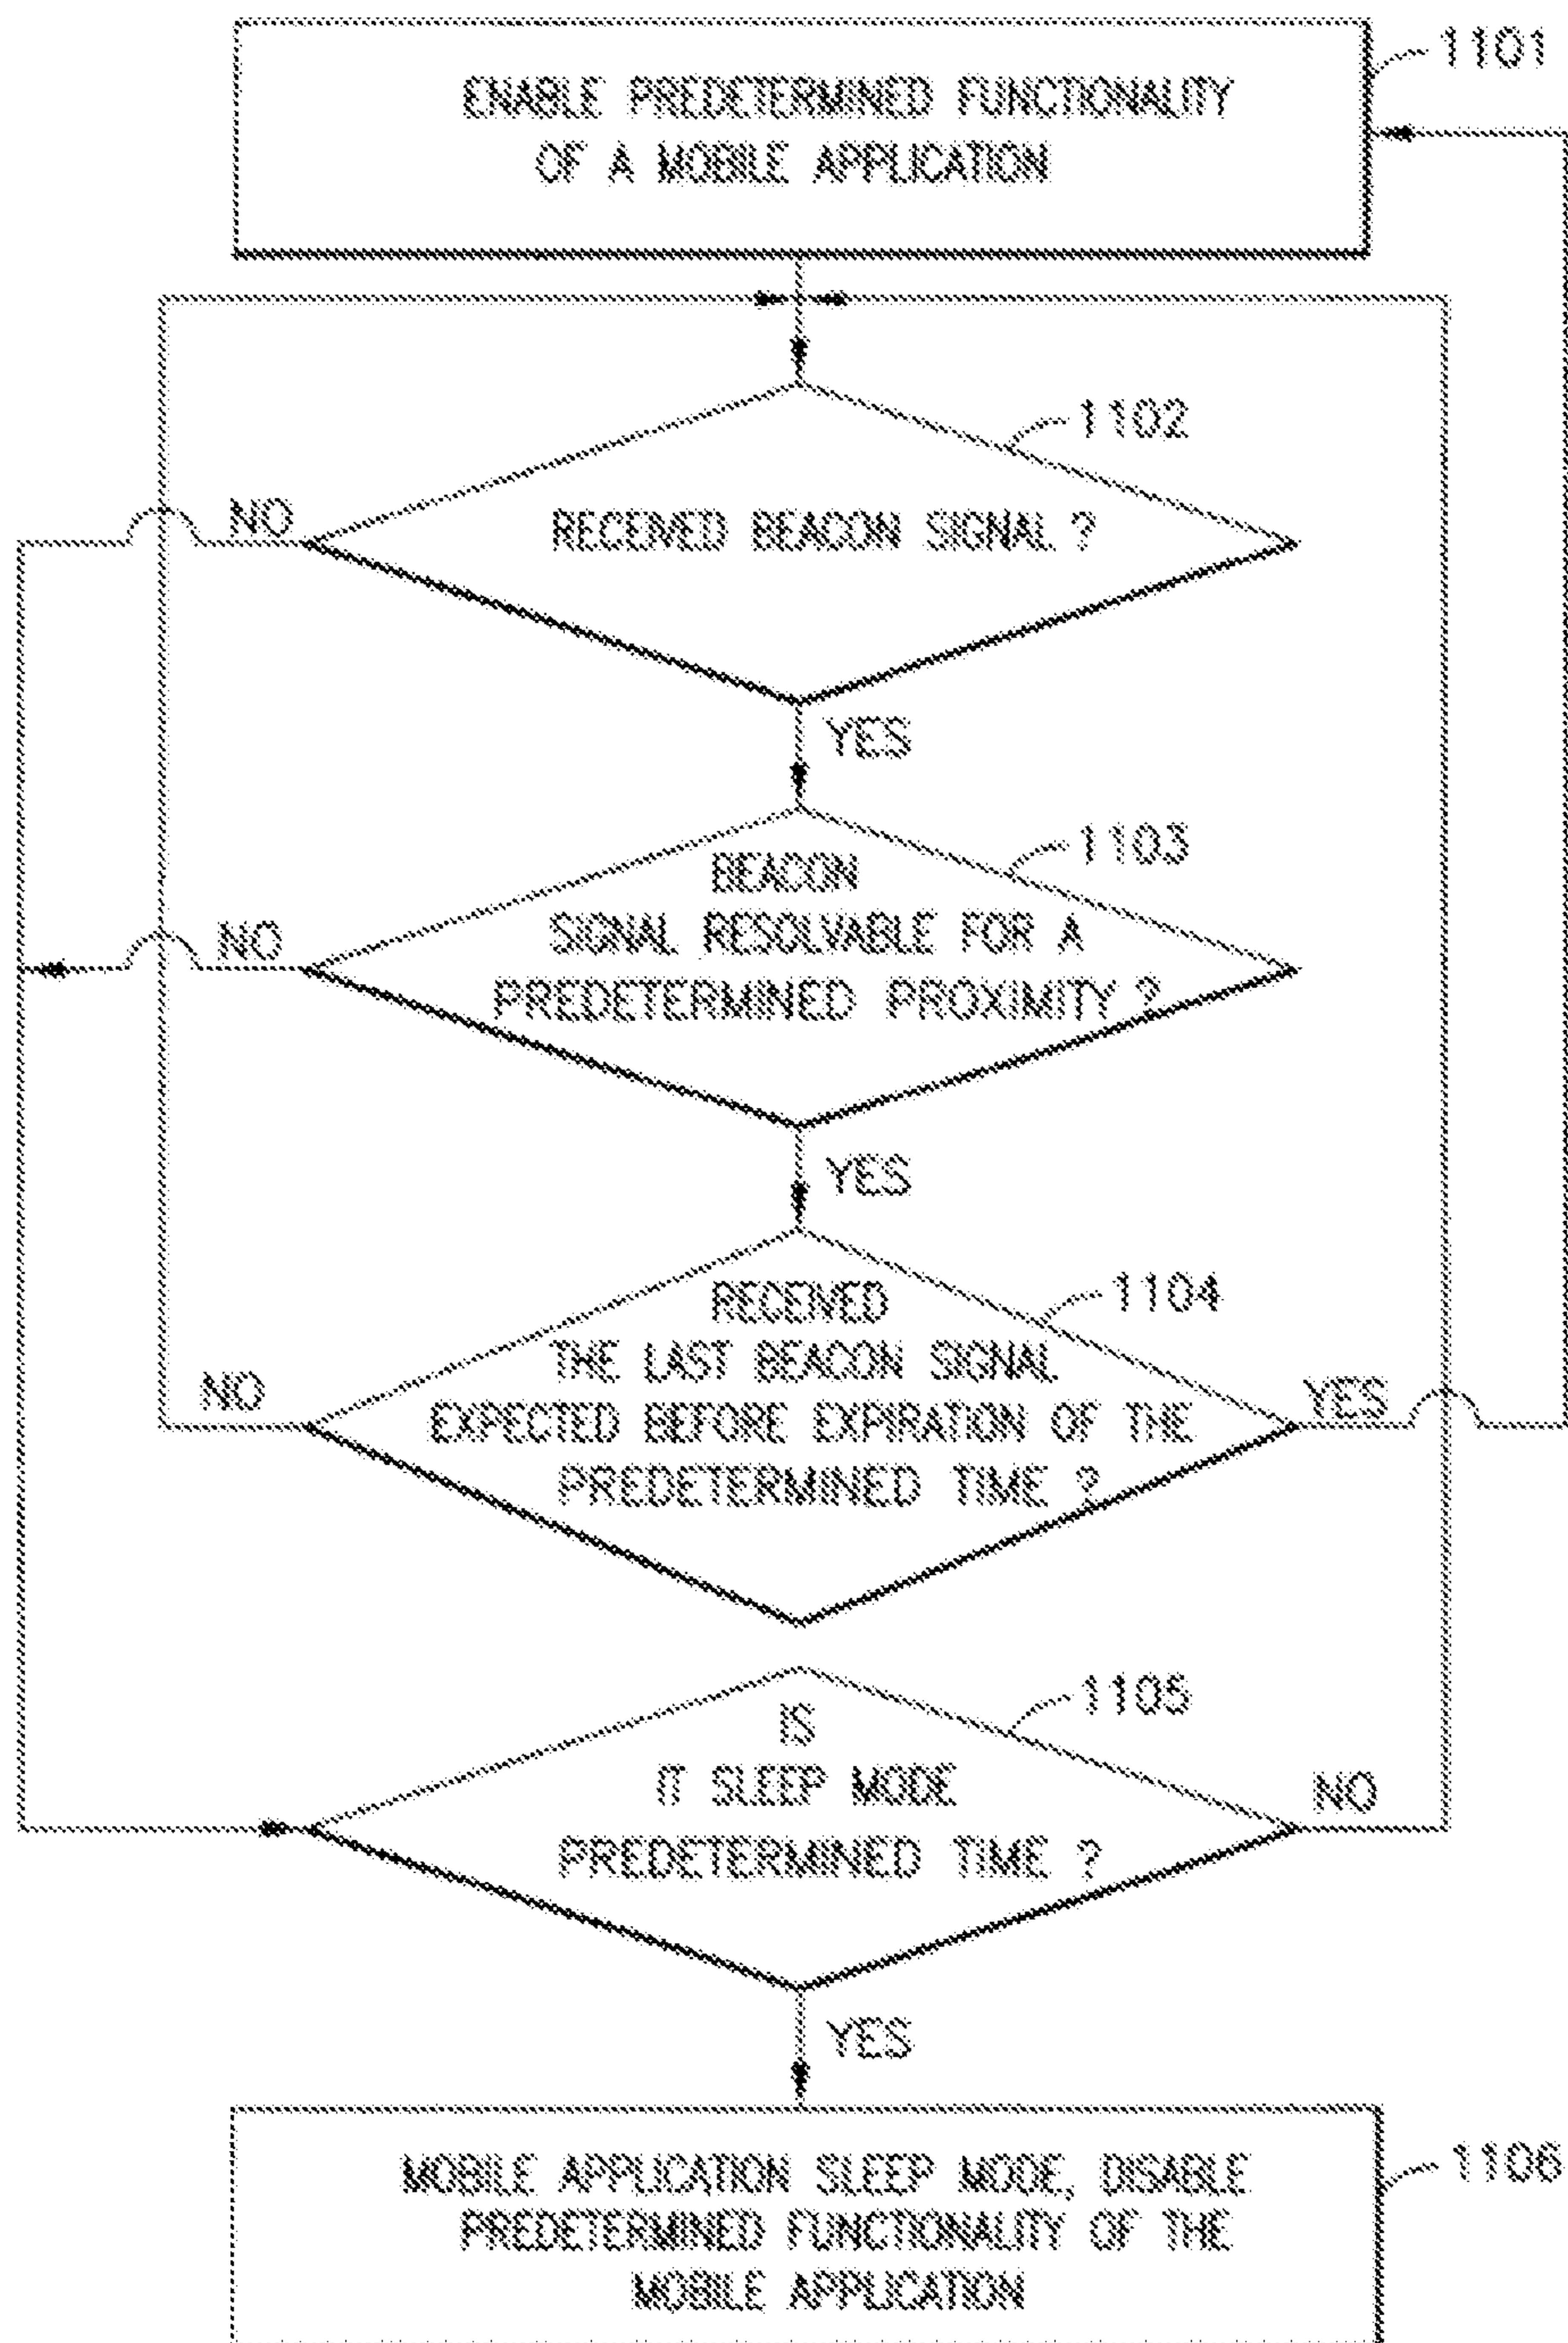 1101
ENABLE PREDETERMINED FUNCTIONALITY
OF A MOBILE APPLICATION
1102
NO
RECEIVED BEACON SIGNAL ?
YES
1103
BEACON
NO
SIGNAL RESOLVABLE FOR A
PREDETERMINED PROXIMITY ?
YES
1104
RECEIVED
THE LAST BEACON SIGNAL
NO
YES
EXPECTED BEFORE EXPIRATION OF THE
PREDETERMINED TIME ?
1105
IS
IT SLEEP MODE
NO
PREDETERMINED TIME ?
YES
1106
MOBILE APPLICATION SLEEP MODE, DISABLE
PREDETERMINED FUNCTIONALITY OF THE
MOBILE APPLICATION